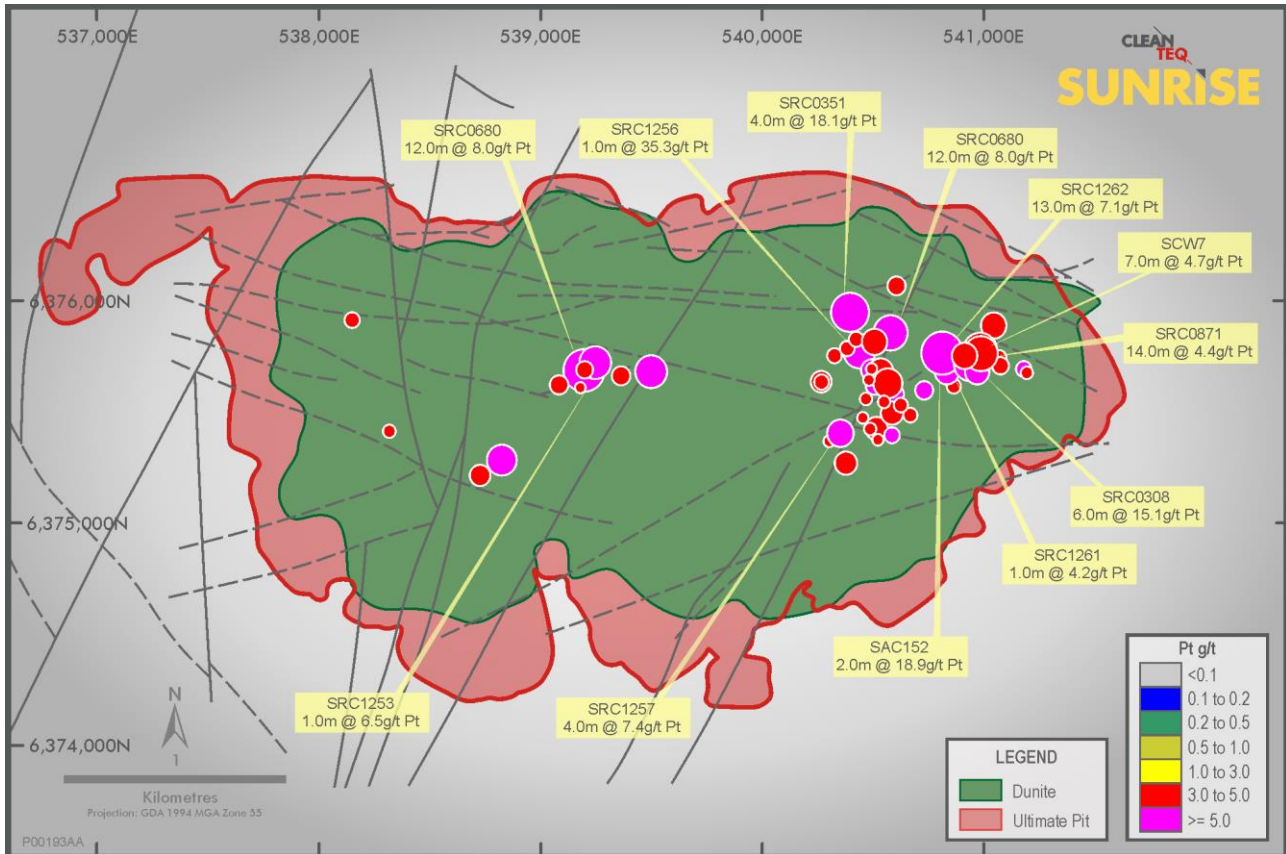 537,000E
538,000E
539,000E
540,000E
541,000E
CLEAN
TEQ
SUNRISE
SRC0351
4.0m @ 18.1g/t Pt
SRC0680
12.0m @ 8.0g/t Pt
SRC1256
1.0m @ 35.3g/t Pt
SRC0680
12.0m @ 8.0g/t Pt
SRC1262
13.0m @ 7.1g/t Pt
SCW7
7.0m @ 4.7g/t Pt
6,376,000N
SRC0871
14.0m @ 4.4g/t Pt
SRC0308
6.0m @ 15.1g/t Pt
6,375,000N
SRC1261
1.0m @ 4.2g/t Pt
SAC152
2.0m @ 18.9g/t Pt
SRC1253
1.0m @ 6.5g/t Pt
SRC1257
4.0m @ 7.4g/t Pt
6,374,000N
N
1
Kilometres
Projection: GDA 1994 MGA Zone 55
P00193AA
LEGEND
Dunite
Ultimate Pit
Pt g/t
<0.1
0.1 to 0.2
0.2 to 0.5
0.5 to 1.0
1.0 to 3.0
3.0 to 5.0
>= 5.0